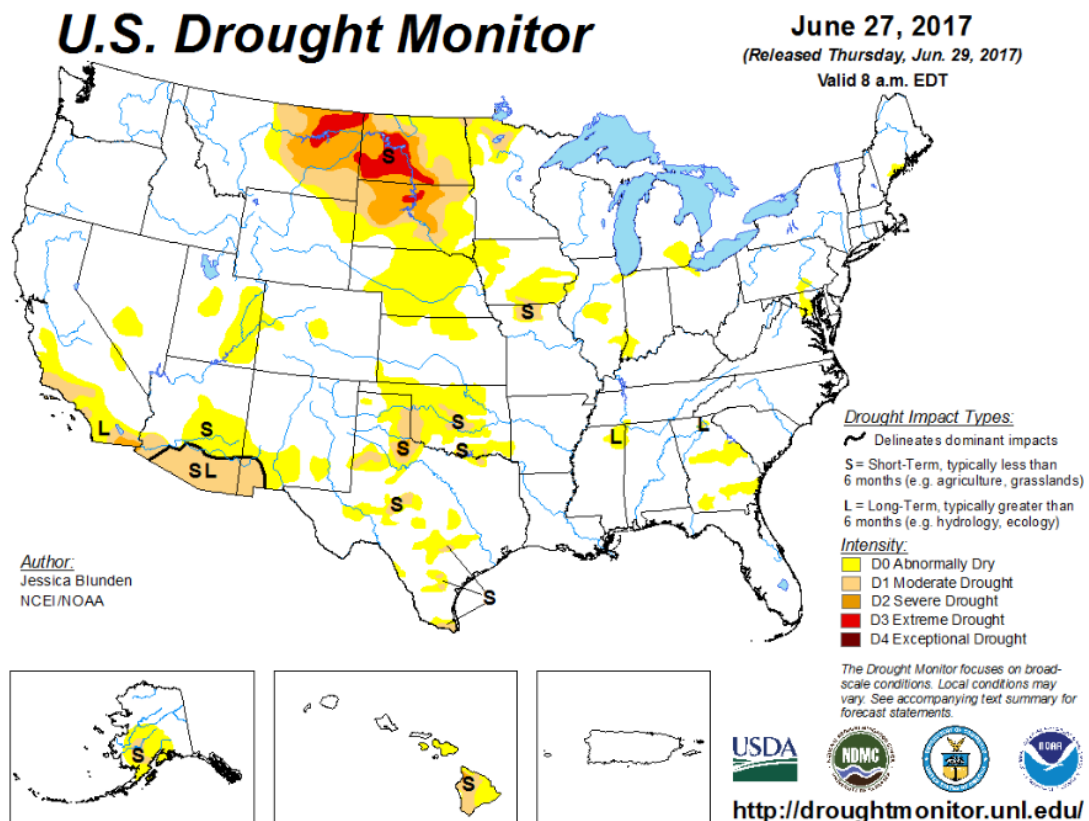 U.S. Drought Monitor
June 27, 2017
(Released Thursday, Jun. 29, 2017)
Valid 8 a.m. EDT
S
S
L
S
S L
S
S
S
S
S
L
L
S
Drought Impact Types:
Delineates dominant impacts
S = Short-Term, typically less than
6 months (e.g. agriculture, grasslands)
L = Long-Term, typically greater than
6 months (e.g. hydrology, ecology)
Intensity:
D0 Abnormally Dry
D1 Moderate Drought
D2 Severe Drought
D3 Extreme Drought
D4 Exceptional Drought
Author:
Jessica Blunden
NCEI/NOAA
The Drought Monitor focuses on broad-
scale conditions. Local conditions may
vary. See accompanying text summary for
forecast statements.
S
S
USDA
NDMC
NOAA
http://droughtmonitor.unl.edu/